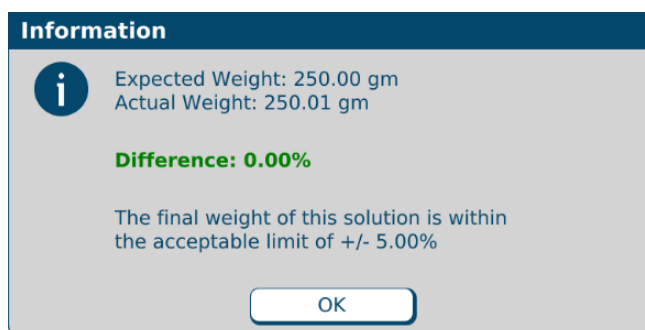 Information
i
Expected Weight: 250.00 gm
Actual Weight: 250.01 gm
Difference: 0.00%
The final weight of this solution is within
the acceptable limit of +/- 5.00%
OK